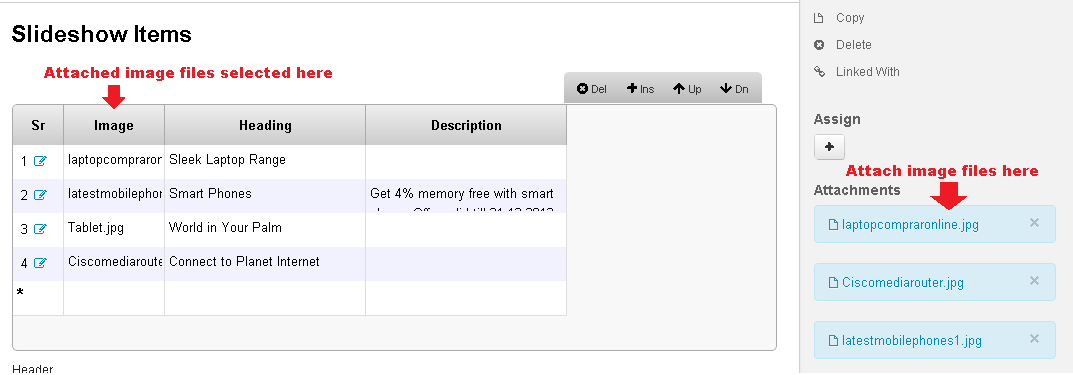 Slideshow Items
Attached image files selected here
Del Ins Up Dn
Sr Image Heading Description
1 laptopcompraron Sleek Laptop Range
2 latestmobilephon Smart Phones Get 4% memory free with smart
3 Tablet.jpg World in Your Palm
4 Ciscomediaroute Connect to Planet Internet
*
Header
Copy
Delete
Linked With
Assign
Attach image files here
Attachments
laptopcompraronline.jpg
Ciscomediarouter.jpg
latestmobilephones1.jpg